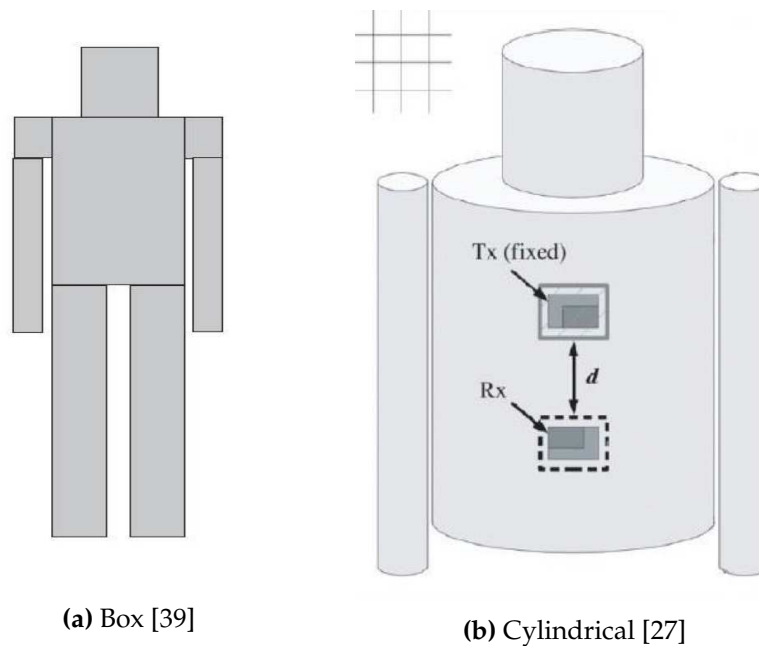 Tx (fixed)
d
Rx
(a) Box [39]
(b) Cylindrical [27]